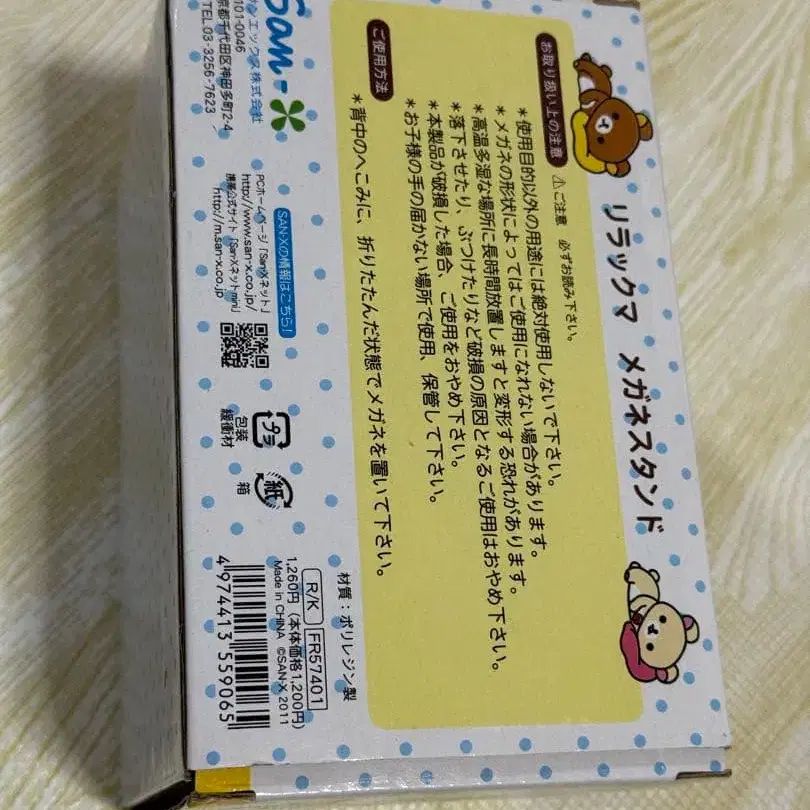 リラックマ メガネスタンド
お取り扱い上の注意
⚠ご注意 必ずお読み下さい。
*使用目的以外の用途には絶対使用しないで下さい。
*メガネの形状によってはご使用になれない場合があります。
*高温多湿な場所に長時間放置しますと変形する恐れがあります。
*落下させたり、ぶつけたりなど破損の原因となるご使用はおやめ下さい。
*本製品が破損した場合、ご使用をおやめ下さい。
*お子様の手の届かない場所で使用、保管して下さい。
ご使用方法
*背中のへこみに、折りたたんだ状態でメガネを置いて下さい。
材質:ポリレジン製
San-X
サンエックス株式会社
101-0046
京都千代田区神田多町2-4
TEL.03-3256-7623
SAN-Xの情報はこちら!
PCホームページ「San-Xネット」
http://www.san-x.co.jp/
携帯公式サイト「San-Xネットmini」
http://m.san-x.co.jp
プラ
包装
緩衝材
紙
箱
R/K FR57401
1,260円(本体価格1,200円)
Made in CHINA ©SAN-X 2011
4974413559065